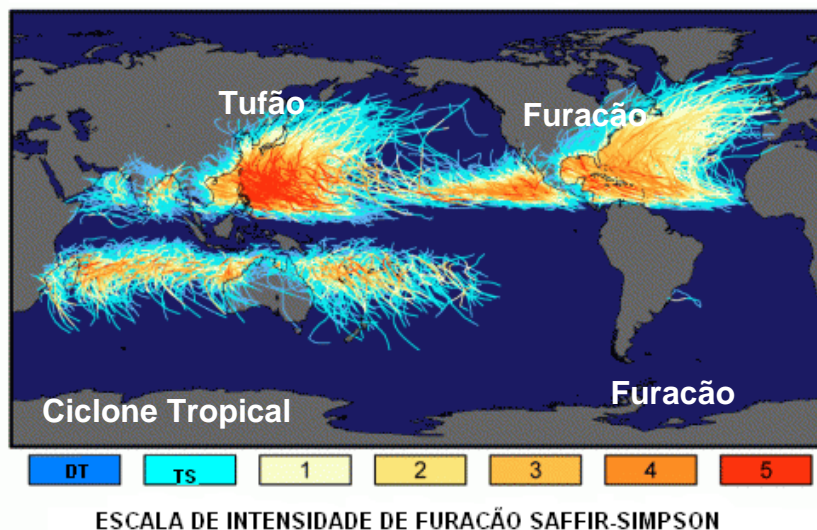 Tufão
Furacão
Furacão
Ciclone Tropical
DT TS 1 2 3 4 5
ESCALA DE INTENSIDADE DE FURACÃO SAFFIR-SIMPSON